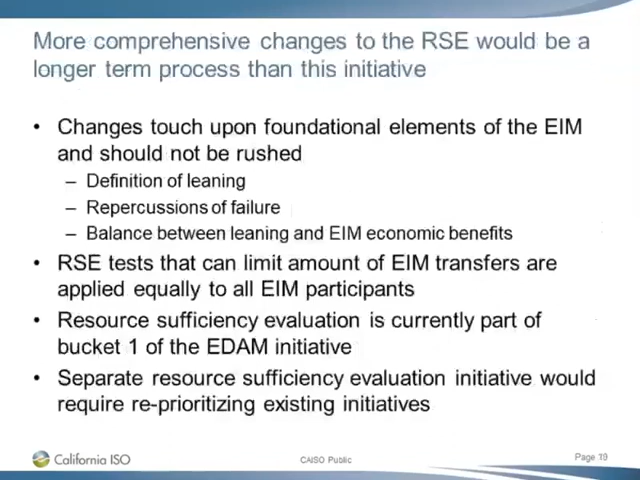 More comprehensive changes to the RSE would be a
longer term process than this initiative
• Changes touch upon foundational elements of the EIM
and should not be rushed
– Definition of leaning
– Repercussions of failure
– Balance between leaning and EIM economic benefits
• RSE tests that can limit amount of EIM transfers are
applied equally to all EIM participants
• Resource sufficiency evaluation is currently part of
bucket 1 of the EDAM initiative
• Separate resource sufficiency evaluation initiative would
require re-prioritizing existing initiatives
California ISO
CAISO Public
Page 19